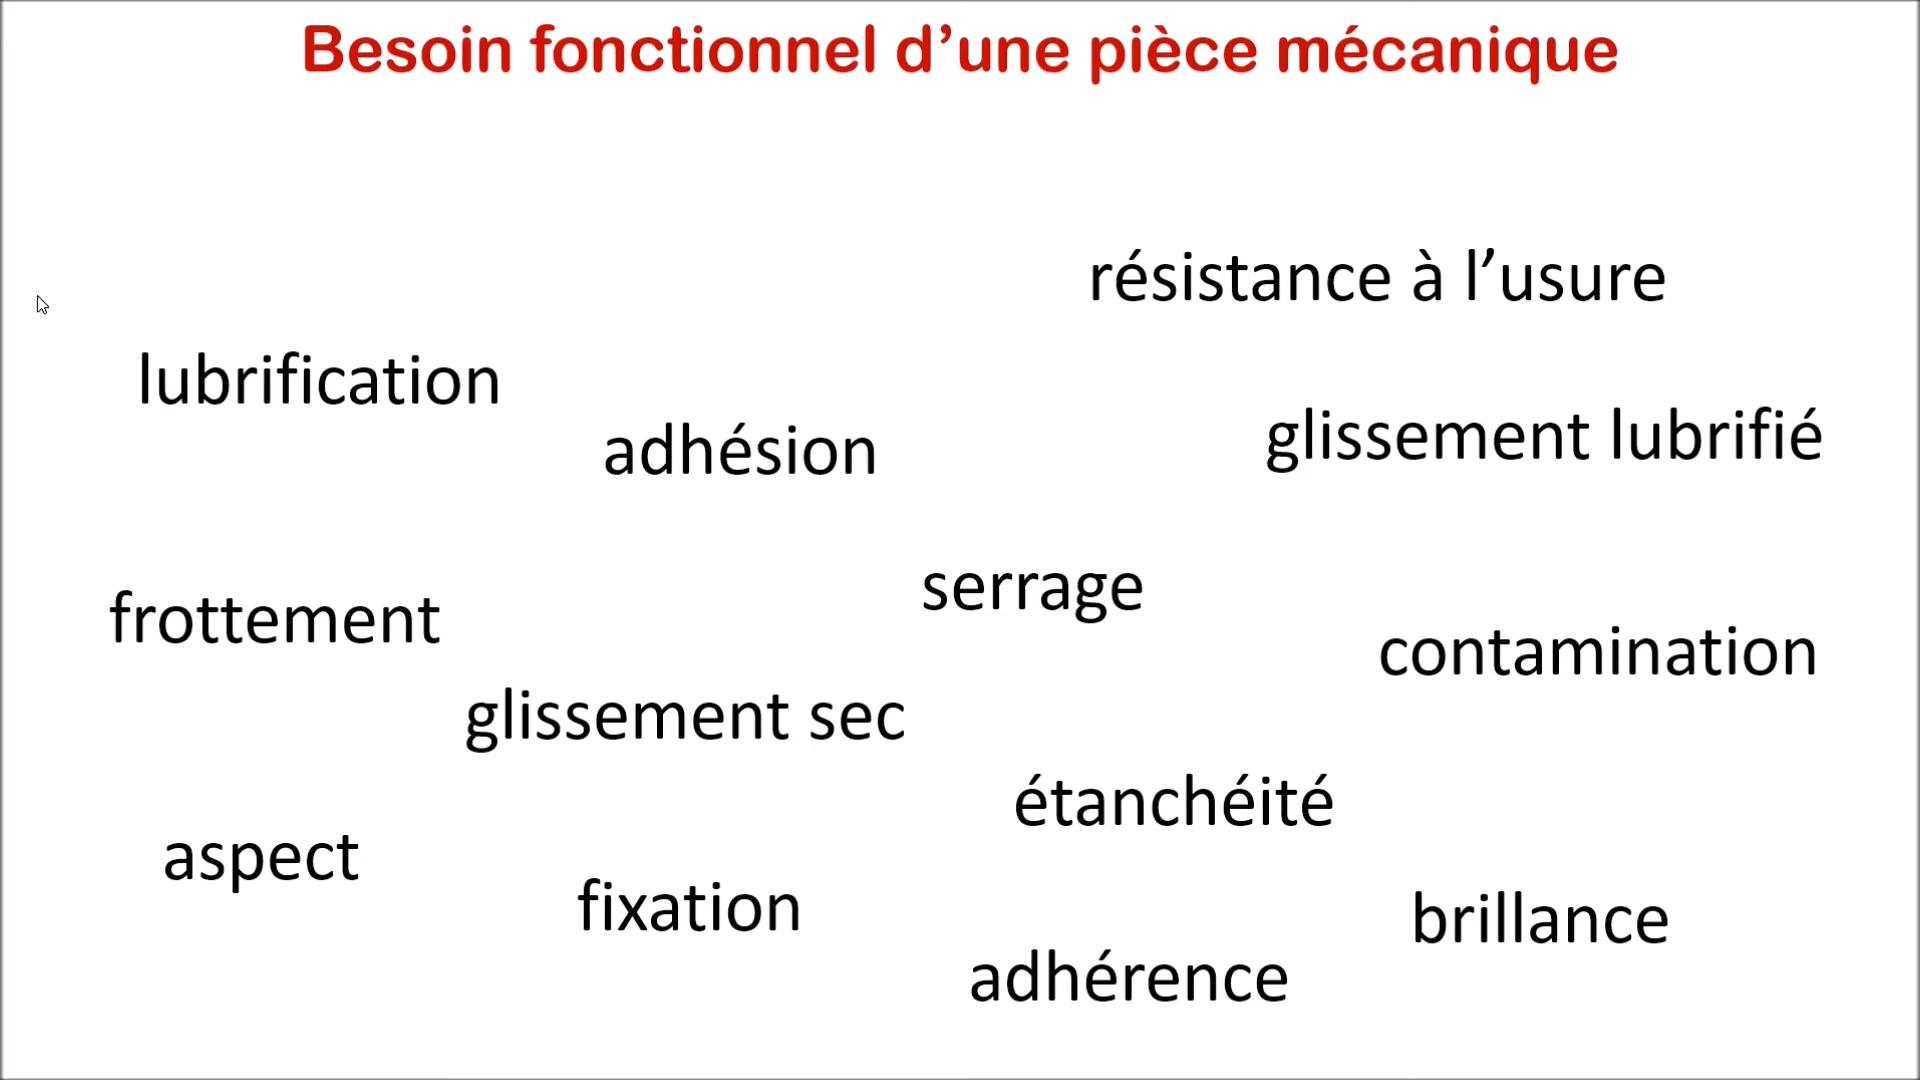 Besoin fonctionnel d’une pièce mécanique
résistance à l’usure
lubrification
adhésion
glissement lubrifié
serrage
frottement
contamination
glissement sec
étanchéité
aspect
fixation
brillance
adhérence